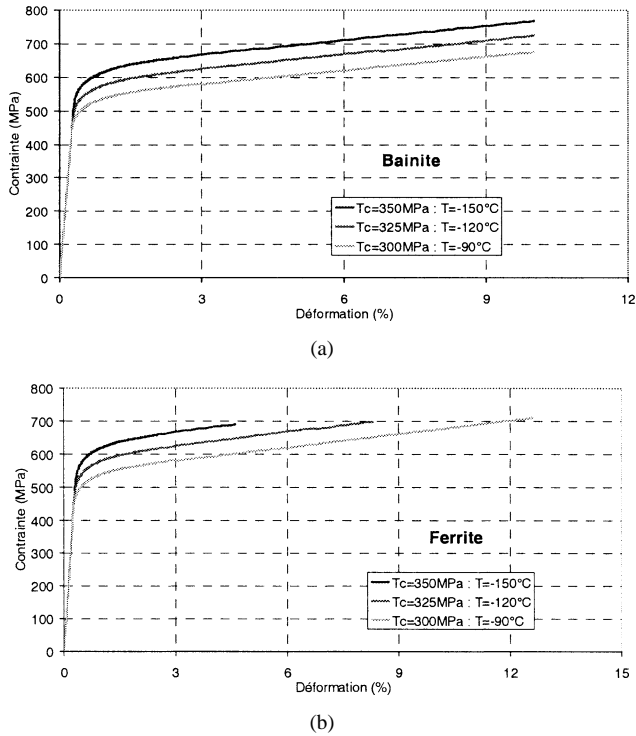 800
700
600
500
400
300
200
100
0
Contrainte (MPa)
Bainite
Tc=350MPa : T=-150°C
Tc=325MPa : T=-120°C
Tc=300MPa : T=-90°C
0 3 6 9 12
Déformation (%)
(a)
800
700
600
500
400
300
200
100
0
Contrainte (MPa)
Ferrite
Tc=350MPa : T=-150°C
Tc=325MPa : T=-120°C
Tc=300MPa : T=-90°C
0 3 6 9 12 15
Déformation (%)
(b)